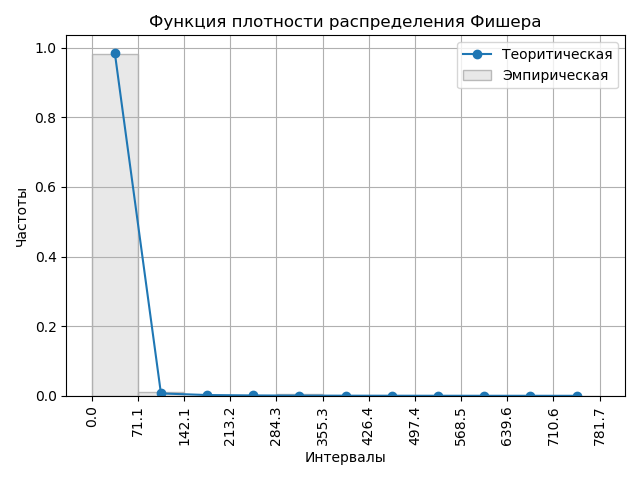 Функция плотности распределения Фишера
Теоритическая
Эмпирическая
Частоты
1.0
0.8
0.6
0.4
0.2
0.0
0.0 71.1 142.1 213.2 284.3 355.3 426.4 497.4 568.5 639.6 710.6 781.7
Интервалы